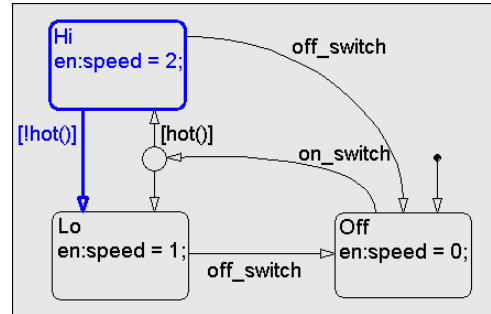 Hi
en:speed = 2;
off_switch
[!hot()]
[hot()]
on_switch
Lo
en:speed = 1;
off_switch
Off
en:speed = 0;